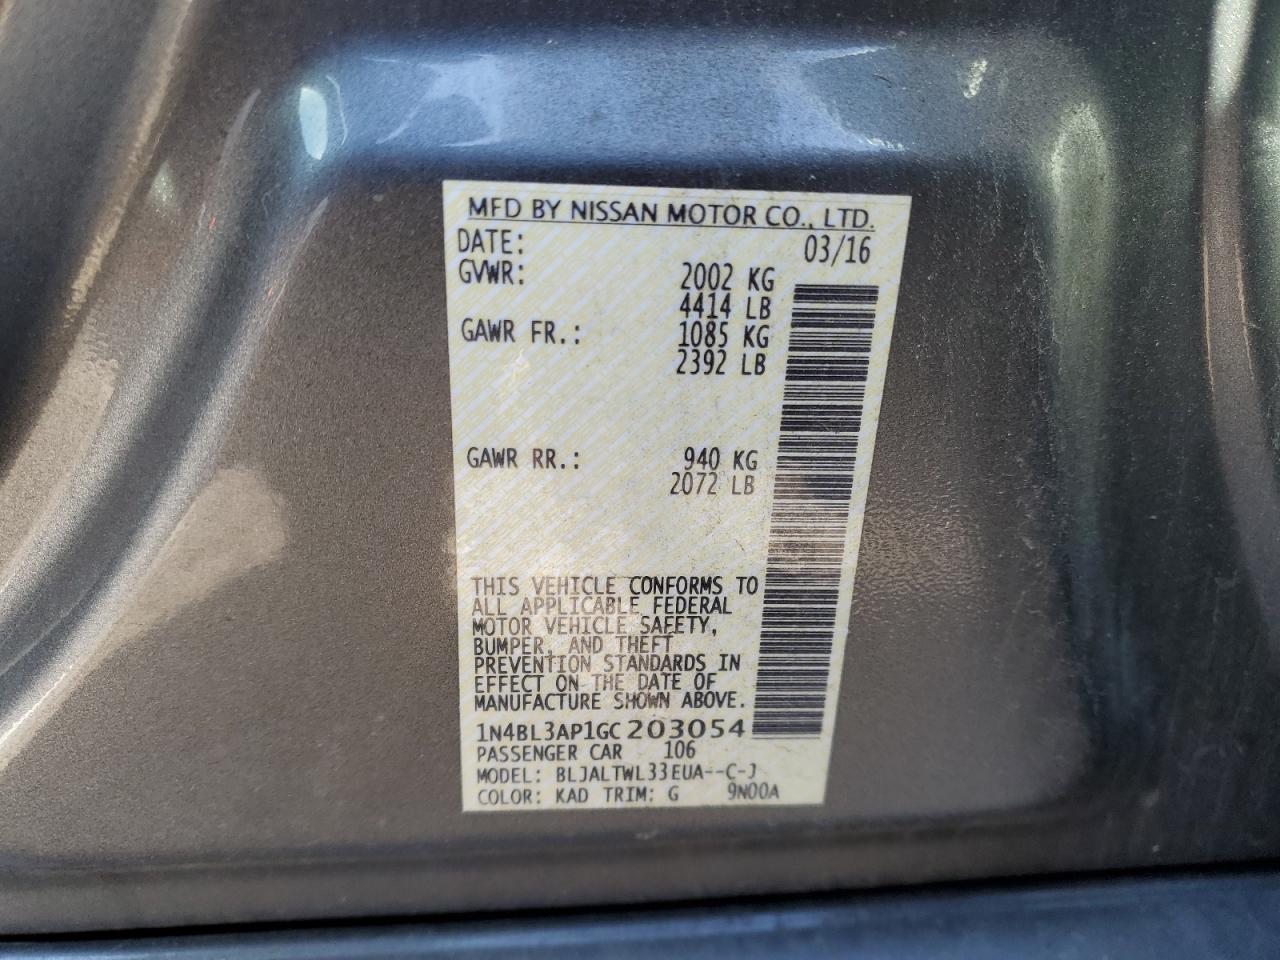 MFD BY NISSAN MOTOR CO., LTD.
DATE: 03/16
GVWR: 2002 KG
4414 LB
GAWR FR.: 1085 KG
2392 LB
GAWR RR.: 940 KG
2072 LB
THIS VEHICLE CONFORMS TO
ALL APPLICABLE FEDERAL
MOTOR VEHICLE SAFETY,
BUMPER, AND THEFT
PREVENTION STANDARDS IN
EFFECT ON THE DATE OF
MANUFACTURE SHOWN ABOVE.
1N4BL3AP1GC203054
PASSENGER CAR 106
MODEL: BLJALTWL33EUA--C-J
COLOR: KAD TRIM: G 9N00A